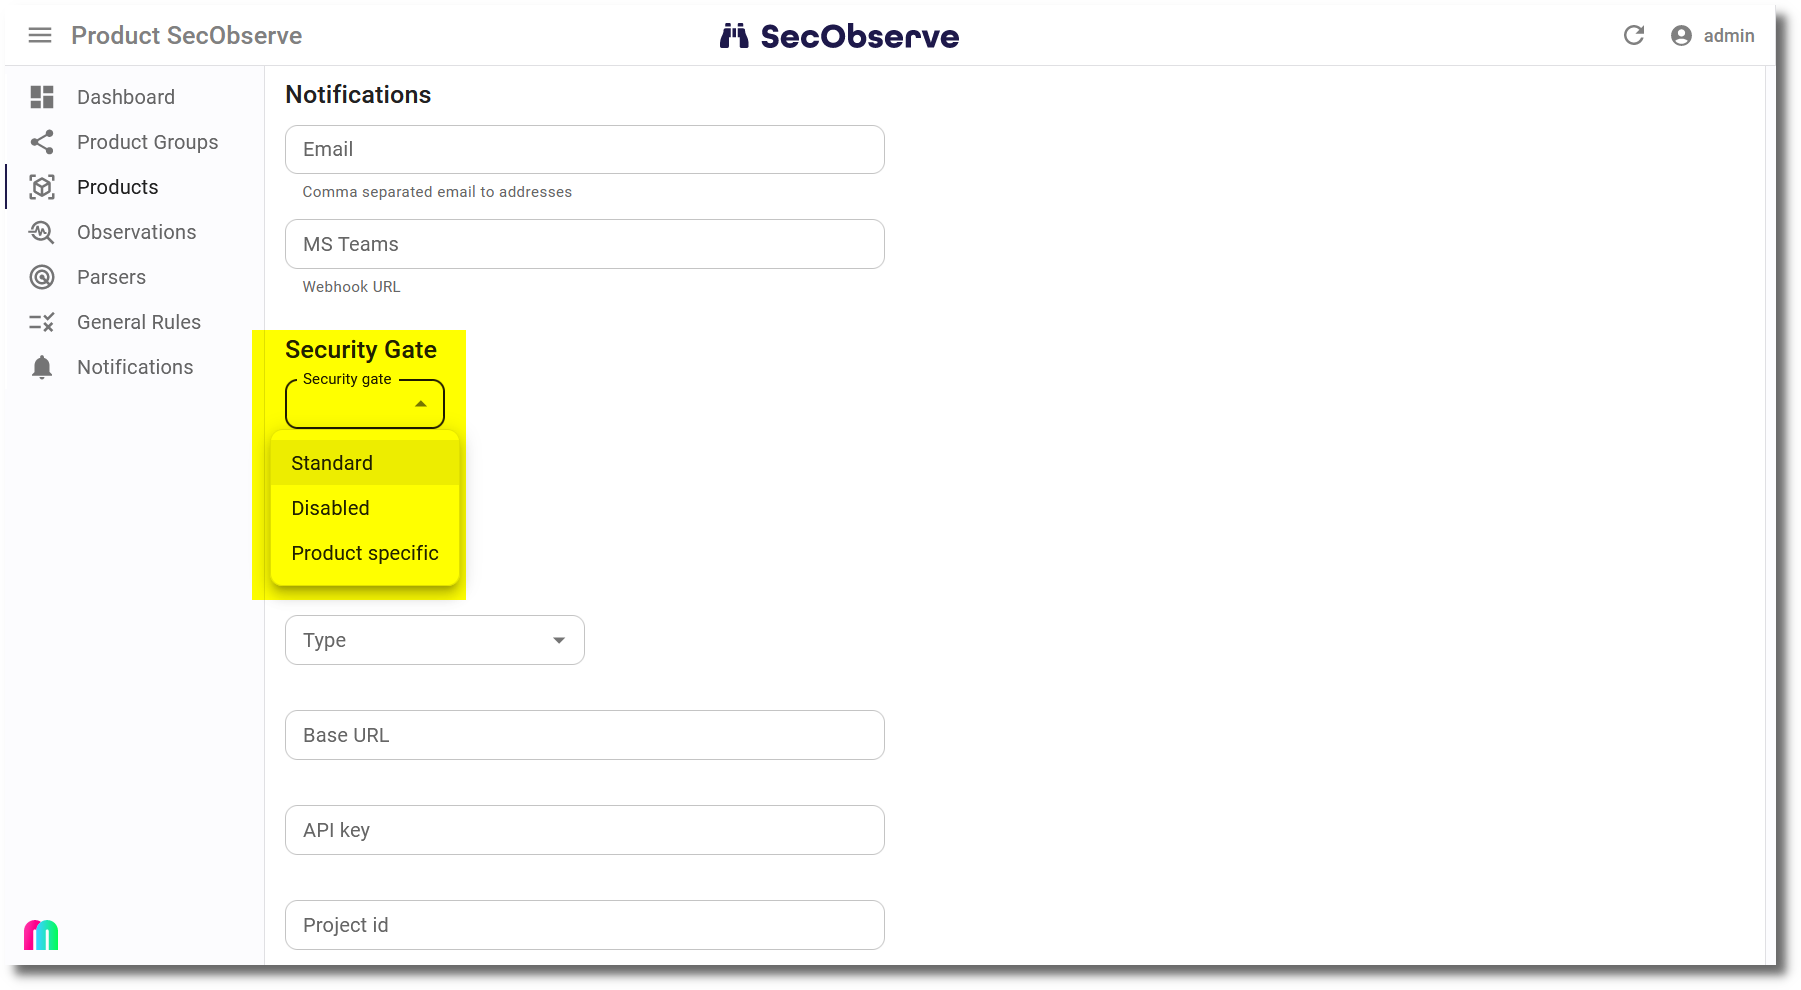 Product SecObserve
SecObserve
admin
Dashboard
Product Groups
Products
Observations
Parsers
General Rules
Notifications
Notifications
Email
Comma separated email to addresses
MS Teams
Webhook URL
Security Gate
Security gate
Standard
Disabled
Product specific
Type
Base URL
API key
Project id